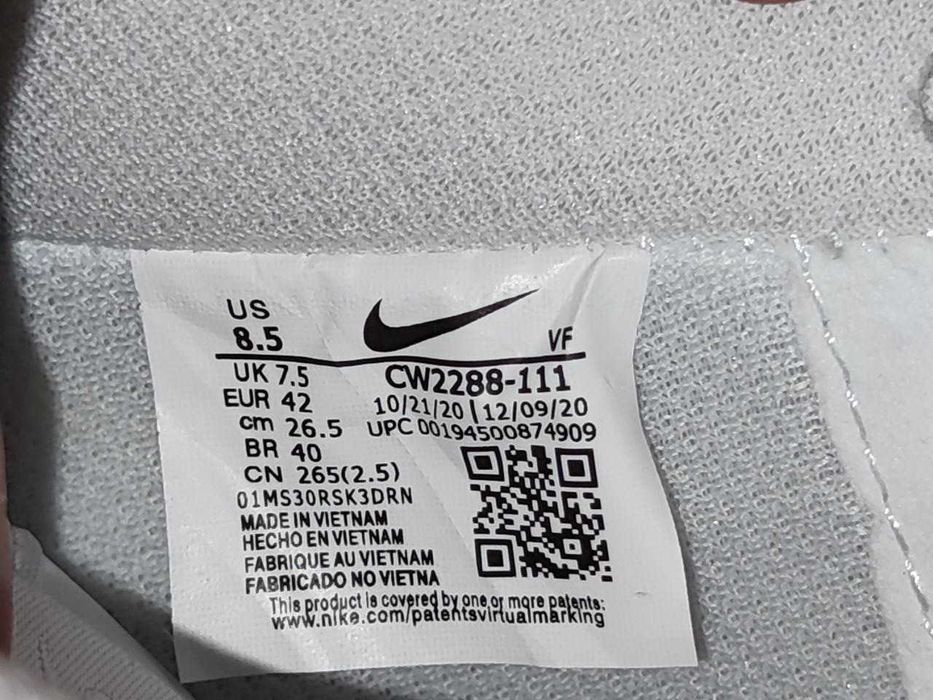 US
8.5
VF
UK 7.5
EUR 42
cm 26.5
BR 40
CN 265(2.5)
CW2288-111
10/21/20 | 12/09/20
UPC 00194500874909
01MS30RSK3DRN
MADE IN VIETNAM
HECHO EN VIETNAM
FABRIQUE AU VIETNAM
FABRICADO NO VIETNA
This product is covered by one or more patents:
www.nike.com/patentsvirtualmarking